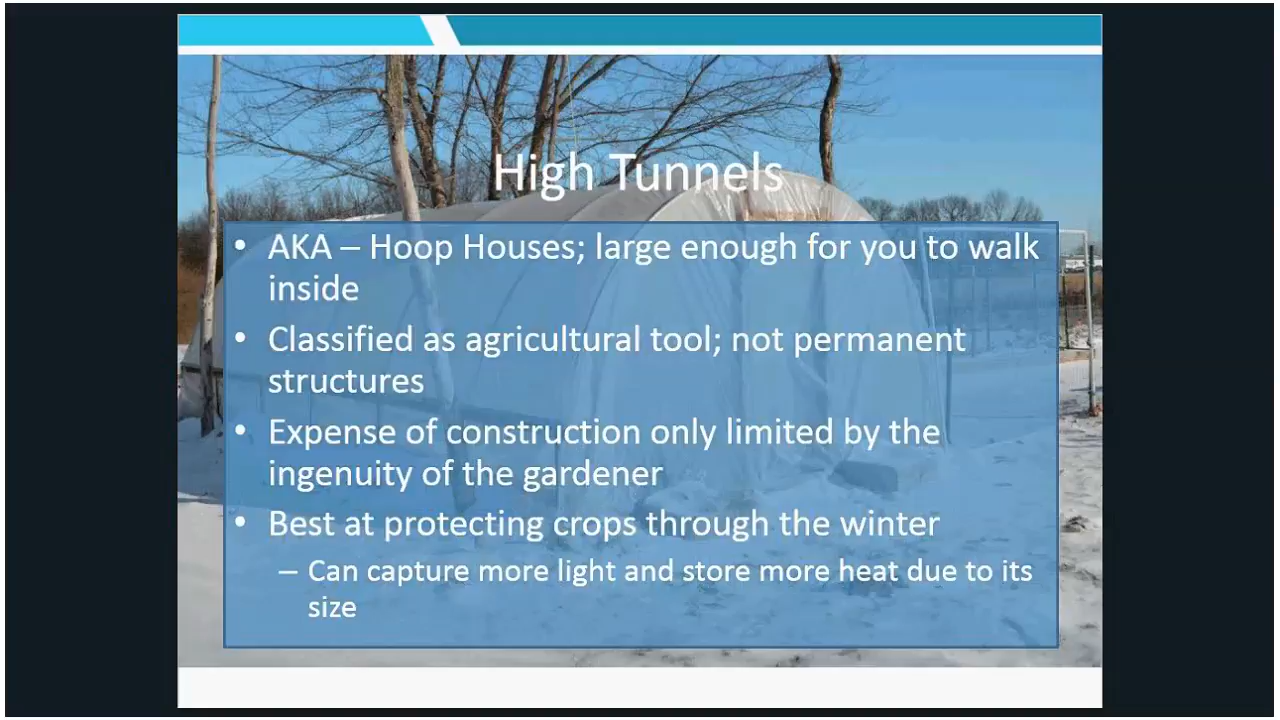 High Tunnels
• AKA – Hoop Houses; large enough for you to walk
inside
• Classified as agricultural tool; not permanent
structures
• Expense of construction only limited by the
ingenuity of the gardener
• Best at protecting crops through the winter
– Can capture more light and store more heat due to its
size